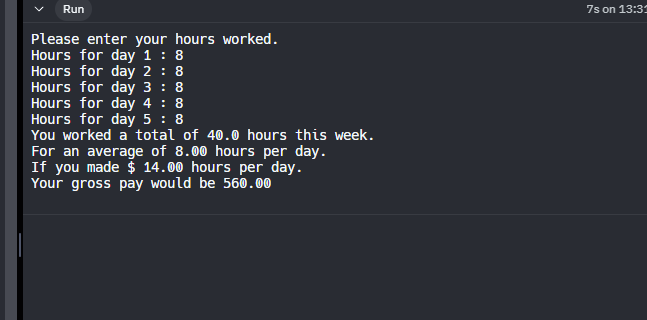 Run
7s on 13:31
Please enter your hours worked.
Hours for day 1 : 8
Hours for day 2 : 8
Hours for day 3 : 8
Hours for day 4 : 8
Hours for day 5 : 8
You worked a total of 40.0 hours this week.
For an average of 8.00 hours per day.
If you made $ 14.00 hours per day.
Your gross pay would be 560.00